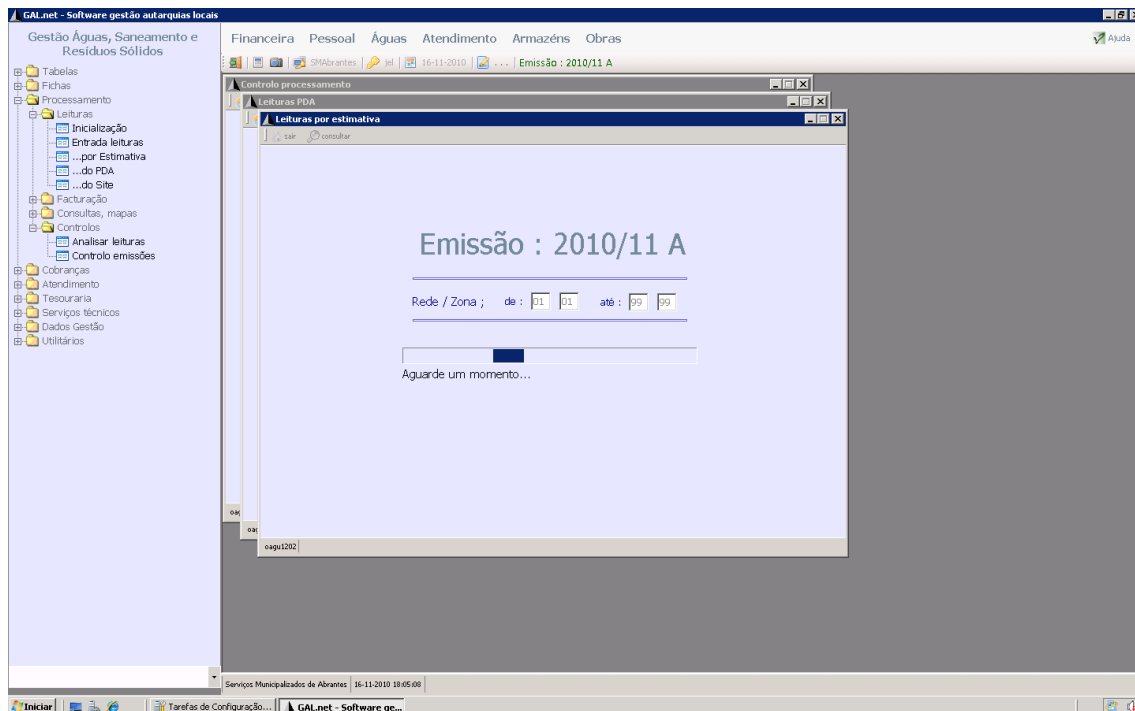 GAL.net - Software gestão autarquias locais
Gestão Águas, Saneamento e
Resíduos Sólidos
Financeira Pessoal Águas Atendimento Armazéns Obras
Ajuda
SMAbrantes jel 16-11-2010 ... Emissão : 2010/11 A
Tabelas
Fichas
Processamento
Leituras
Inicialização
Entrada leituras
...por Estimativa
...do PDA
...do Site
Facturação
Consultas, mapas
Controlos
Analisar leituras
Controlo emissões
Cobranças
Atendimento
Tesouraria
Serviços técnicos
Dados Gestão
Utilitários
Controlo processamento
Leituras PDA
Leituras por estimativa
sair consultar
Emissão : 2010/11 A
Rede / Zona ; de : 01 01 até : 99 99
Aguarde um momento...
oagu1202
Serviços Municipalizados de Abrantes 16-11-2010 18:05:08
Iniciar Tarefas de Configuração... GAL.net - Software ge...